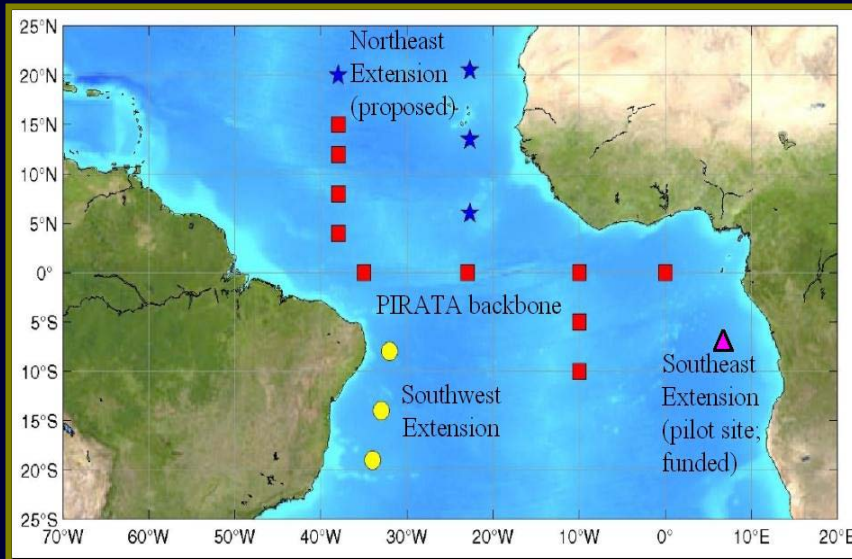 25°N
20°N
15°N
10°N
5°N
0°
5°S
10°S
15°S
20°S
25°S
Northeast
Extension
(proposed)
PIRATA backbone
Southwest
Extension
Southeast
Extension
(pilot site;
funded)
70°W 60°W 50°W 40°W 30°W 20°W 10°W 0° 10°E 20°E